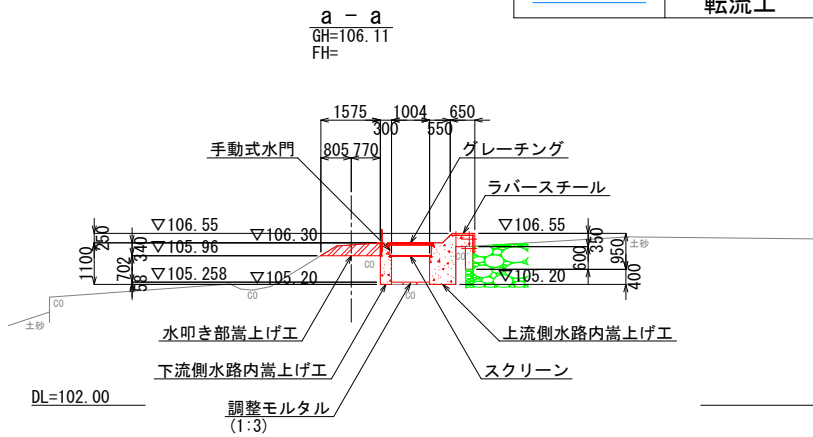 転流工
a - a
GH=106.11
FH=
1575
1004
650
300
550
手動式水門
805
770
グレーチング
ラバースチール
▽106.55
▽106.30
▽106.55
250
340
▽105.96
350
950
1100
702
600
co
co
土砂
▽105.258
▽105.20
▽105.20
58
400
co
co
co
土砂
水叩き部嵩上げ工
上流側水路内嵩上げ工
下流側水路内嵩上げ工
スクリーン
DL=102.00
調整モルタル
(1:3)